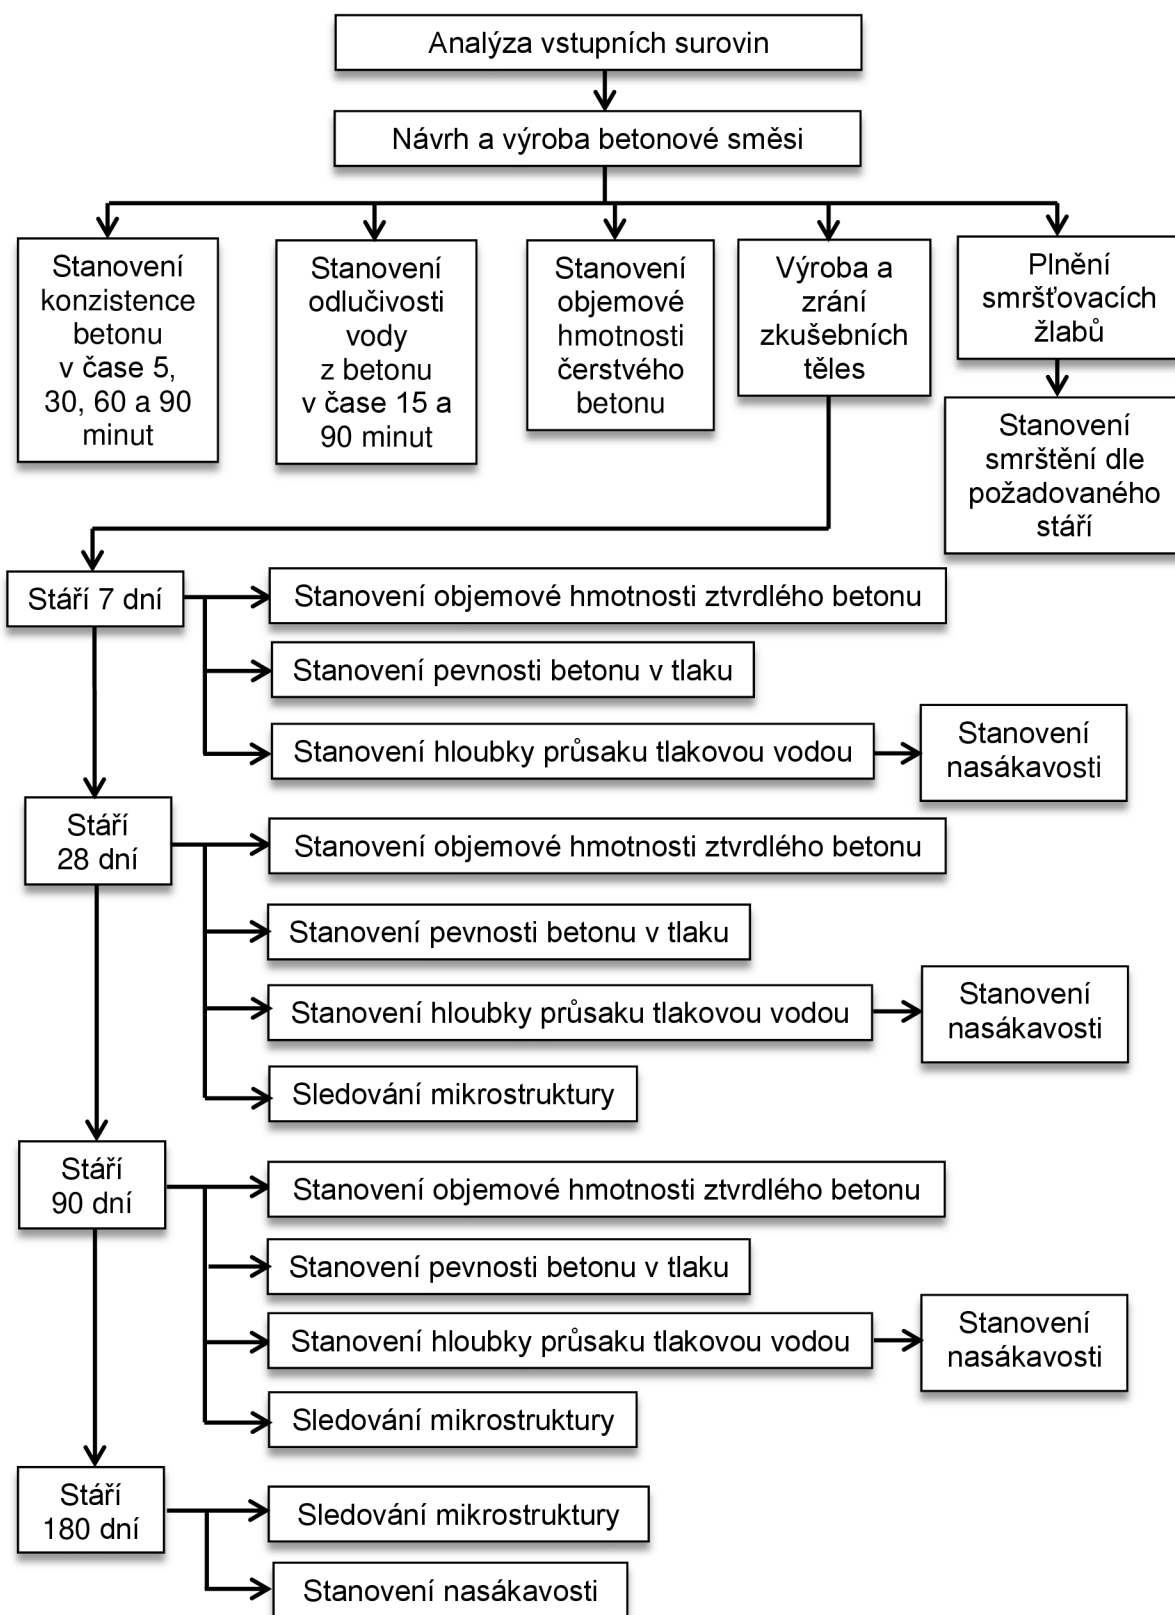 Analýza vstupních surovin
Návrh a výroba betonové směsi
Stanovení
konzistence
betonu
v čase 5,
30, 60 a 90
minut
Stanovení
odlučivosti
vody
z betonu
v čase 15 a
90 minut
Stanovení
objemové
hmotnosti
čerstvého
betonu
Výroba a
zrání
zkušebních
těles
Plnění
smršťovacích
žlabů
Stanovení
smrštění dle
požadovaného
stáří
Stáří 7 dní
Stanovení objemové hmotnosti ztvrdlého betonu
Stanovení pevnosti betonu v tlaku
Stanovení hloubky průsaku tlakovou vodou
Stanovení
nasákavosti
Stáří
28 dní
Stanovení objemové hmotnosti ztvrdlého betonu
Stanovení pevnosti betonu v tlaku
Stanovení hloubky průsaku tlakovou vodou
Stanovení
nasákavosti
Sledování mikrostruktury
Stáří
90 dní
Stanovení objemové hmotnosti ztvrdlého betonu
Stanovení pevnosti betonu v tlaku
Stanovení hloubky průsaku tlakovou vodou
Stanovení
nasákavosti
Sledování mikrostruktury
Stáří
180 dní
Sledování mikrostruktury
Stanovení nasákavosti